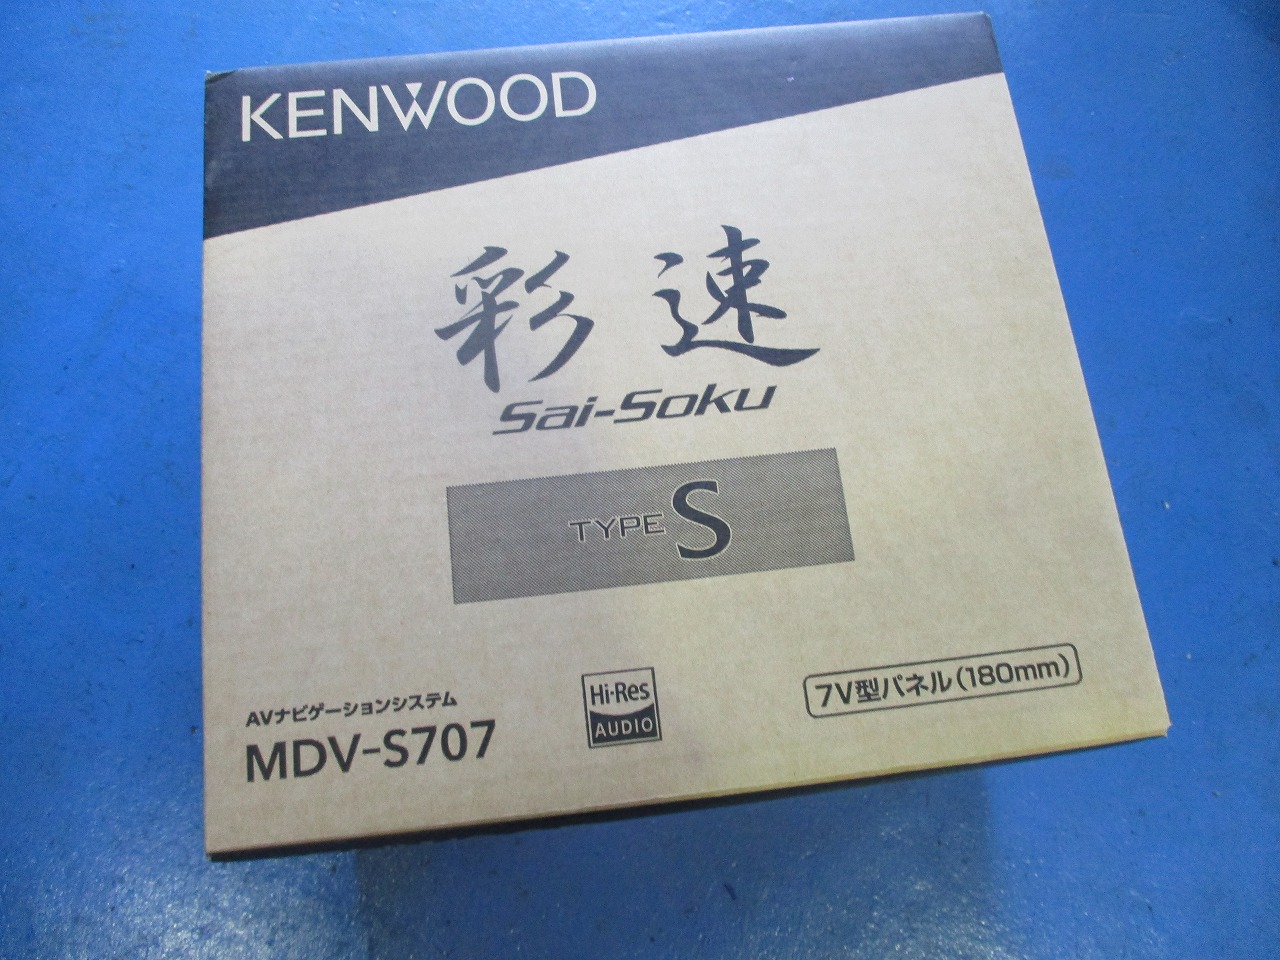 KENWOOD
彩速
Sai-Soku
TYPE S
AVナビゲーションシステム
MDV-S707
Hi-Res
AUDIO
7V型パネル(180mm)